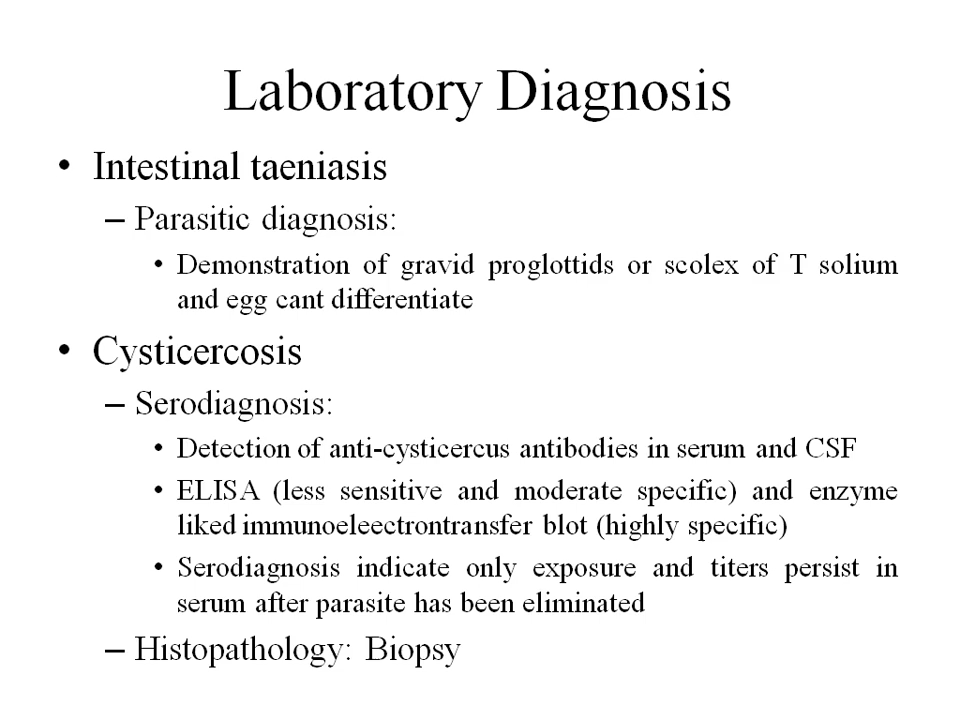 Laboratory Diagnosis
• Intestinal taeniasis
– Parasitic diagnosis:
• Demonstration of gravid proglottids or scolex of T solium
and egg cant differentiate
• Cysticercosis
– Serodiagnosis:
• Detection of anti-cysticercus antibodies in serum and CSF
• ELISA (less sensitive and moderate specific) and enzyme
liked immunoeleectrontransfer blot (highly specific)
• Serodiagnosis indicate only exposure and titers persist in
serum after parasite has been eliminated
– Histopathology: Biopsy